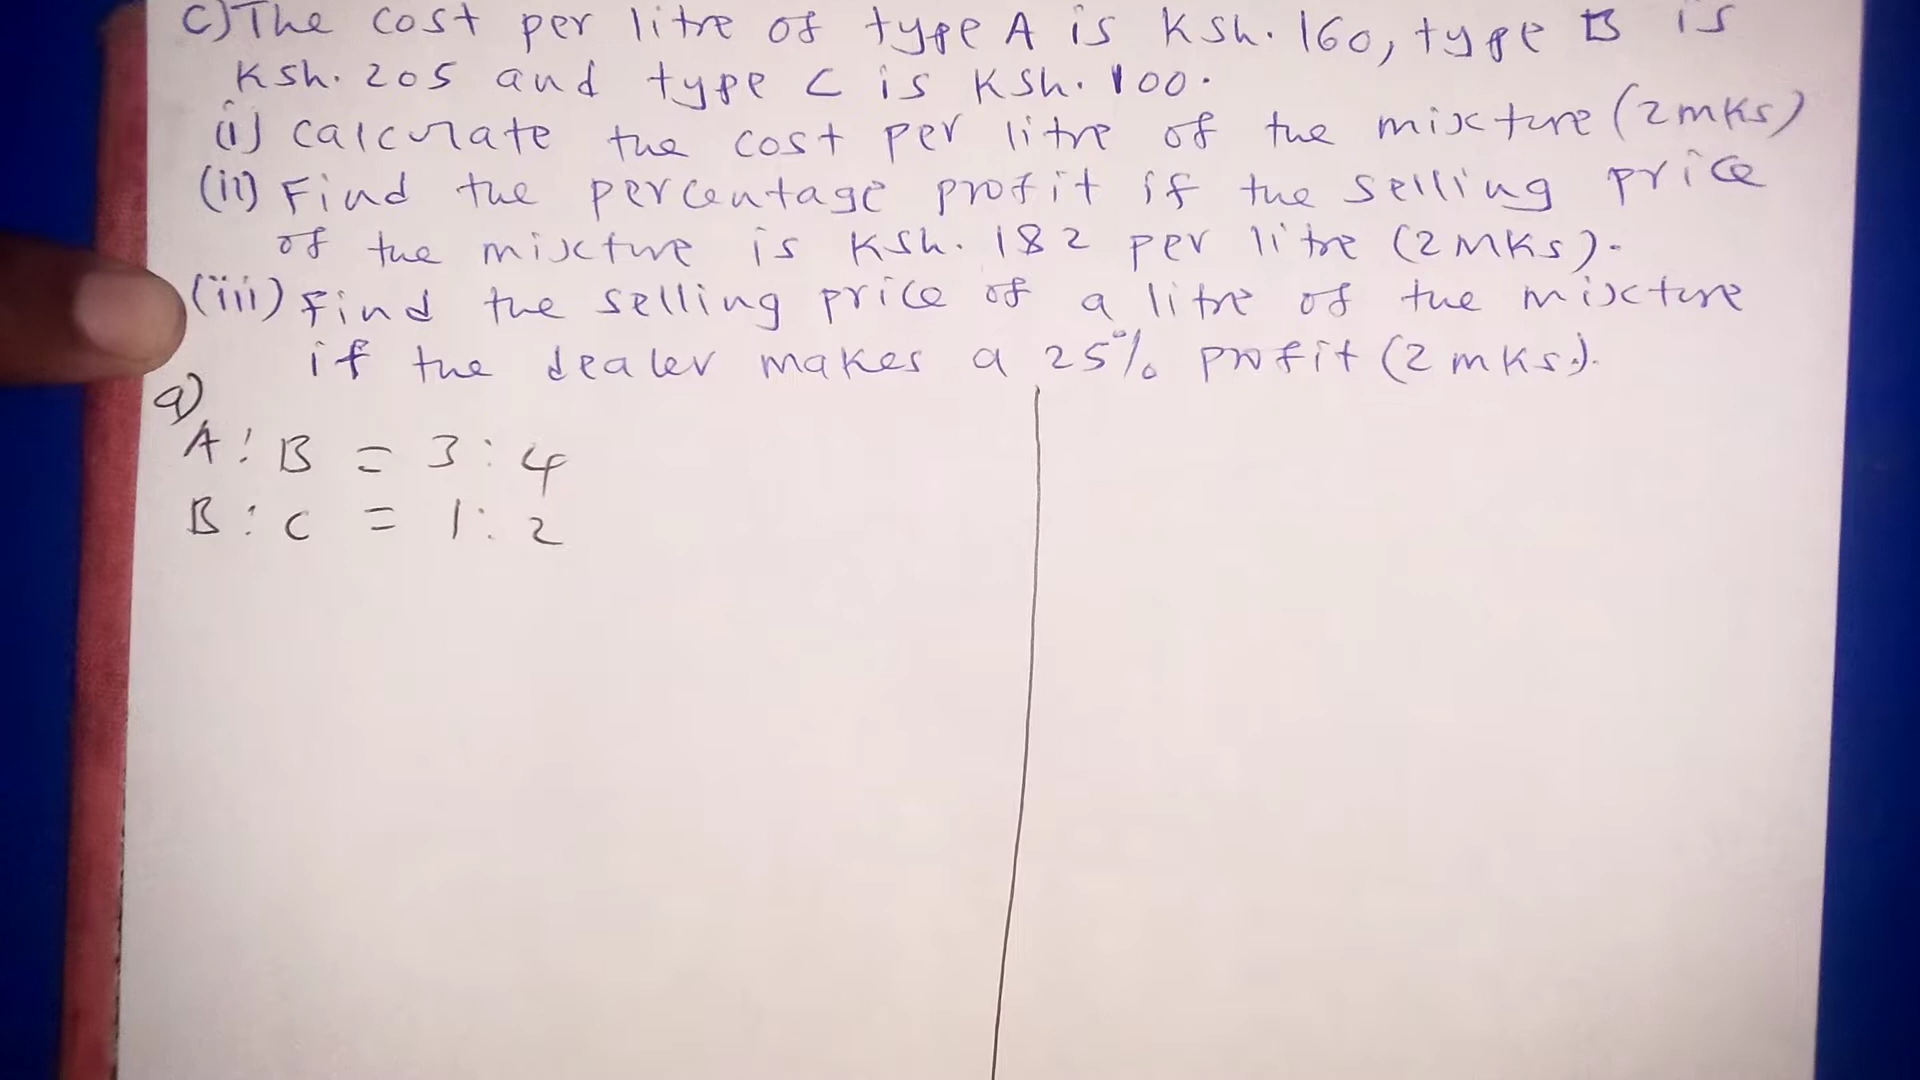 c) The cost per litre of type A is Ksh. 160, type B is
Ksh. 205 and type C is Ksh. 100.
(i) calculate the cost per litre of the mixture (2mks)
(ii) Find the percentage profit if the selling price
of the mixture is Ksh. 182 per litre (2mks).
(iii) Find the selling price of a litre of the mixture
if the dealer makes a 25% profit (2mks).
a)
A : B = 3 : 4
B : C = 1 : 2